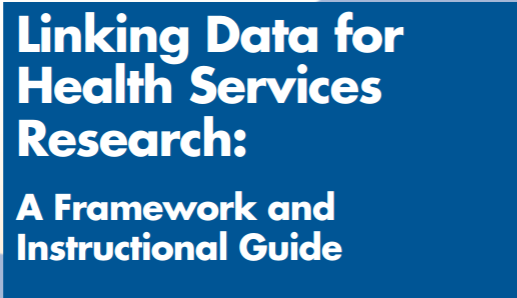 Linking Data for
Health Services
Research:
A Framework and
Instructional Guide